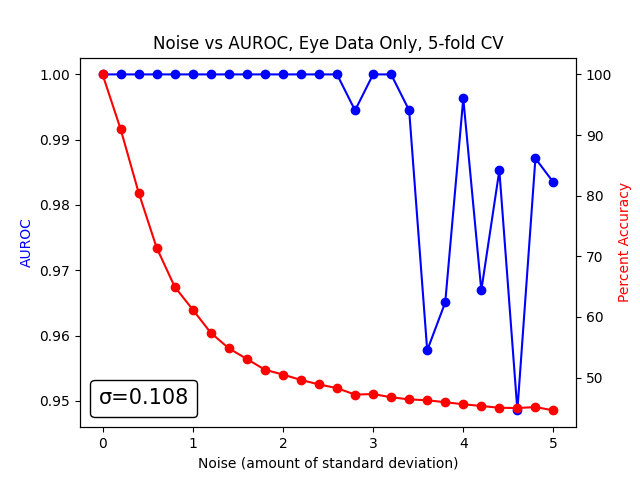 Noise vs AUROC, Eye Data Only, 5-fold CV
1.00
0.99
0.98
0.97
0.96
0.95
AUROC
σ=0.108
100
90
80
70
60
50
Percent Accuracy
0 1 2 3 4 5
Noise (amount of standard deviation)